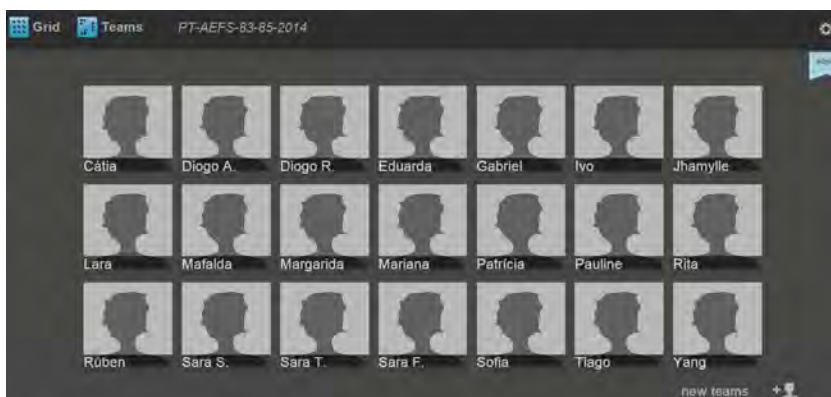 Grid Teams PT-AEFS-83-85-2014
Cátia Diogo A. Diogo R. Eduarda Gabriel Ivo Jhamylle
Lara Mafalda Margarida Mariana Patrícia Pauline Rita
Rúben Sara S. Sara T. Sara F. Sofia Tiago Yang
new teams +